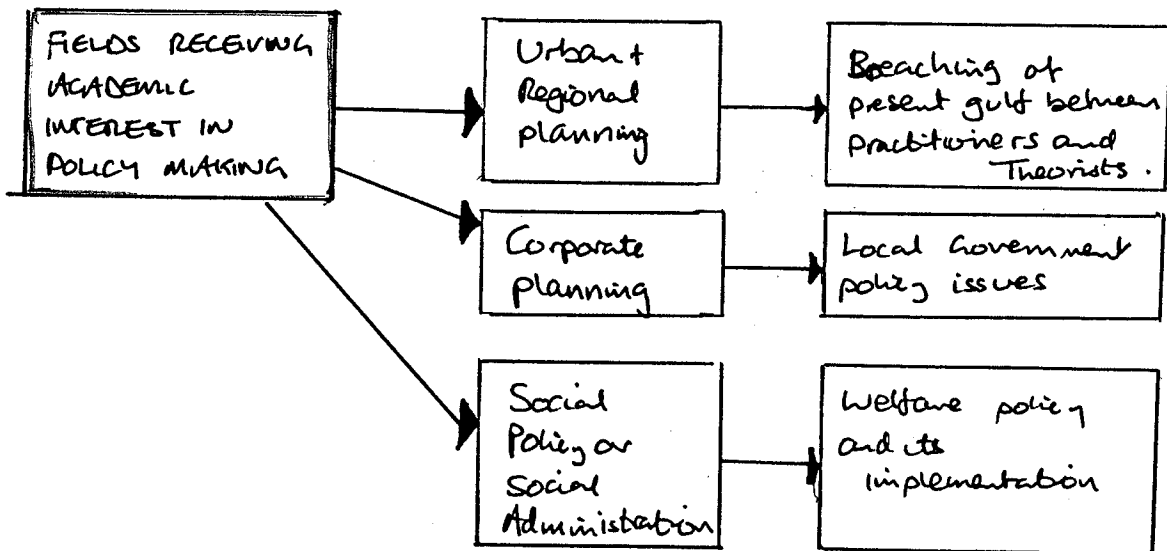 FIELDS RECEIVING
ACADEMIC
INTEREST IN
POLICY MAKING
Urban +
Regional
planning
Breaching of
present gulf between
practitioners and
Theorists.
Corporate
planning
Local Government
policy issues
Social
Policy or
Social
Administration
Welfare policy
and its
implementation